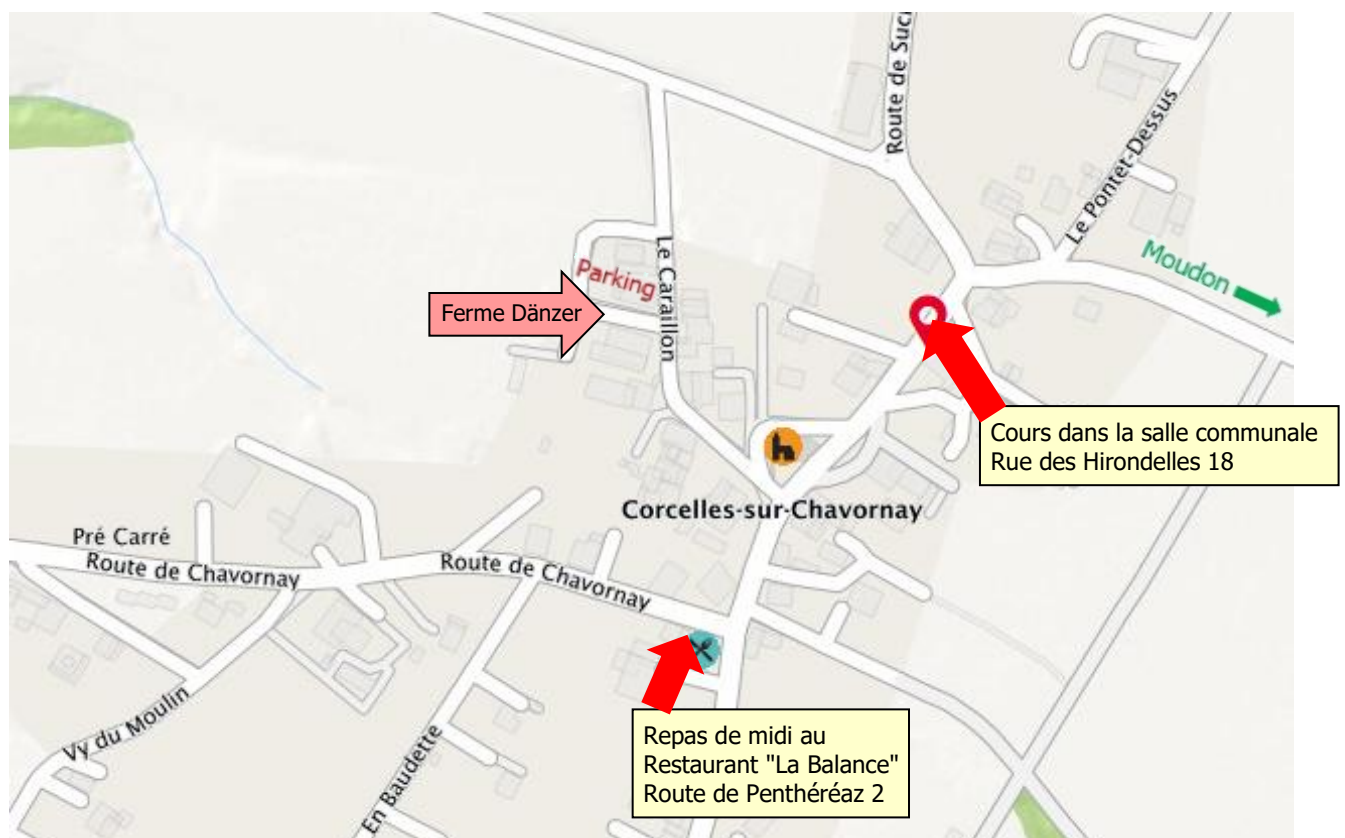 Route de Suc
Le Pontet-Dessus
Moudon
Le Caraillon
Parking
Ferme Dänzer
Cours dans la salle communale
Rue des Hirondelles 18
Corcelles-sur-Chavornay
Pré Carré
Route de Chavornay
Route de Chavornay
Vy du Moulin
En Baudette
Repas de midi au
Restaurant "La Balance"
Route de Penthéréaz 2